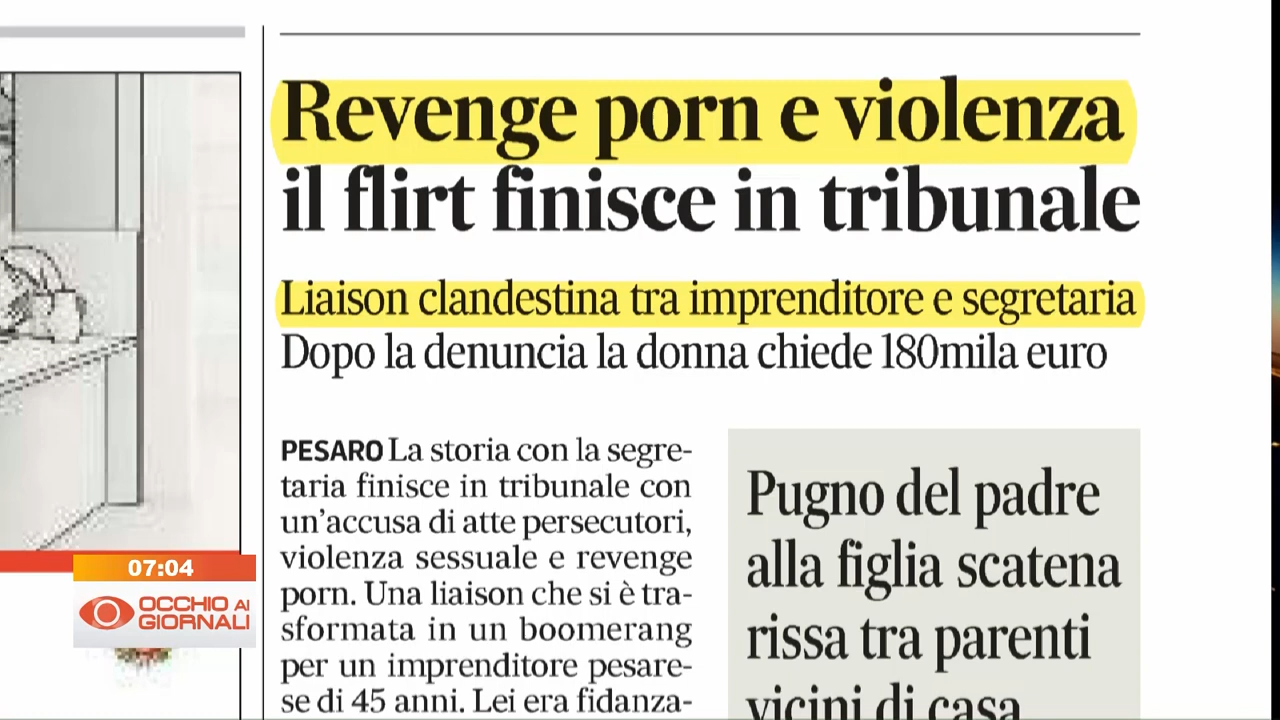 Revenge porn e violenza
il flirt finisce in tribunale
Liaison clandestina tra imprenditore e segretaria
Dopo la denuncia la donna chiede 180mila euro
PESARO La storia con la segre-
taria finisce in tribunale con
un'accusa di atte persecutori,
violenza sessuale e revenge
porn. Una liaison che si è tra-
sformata in un boomerang
per un imprenditore pesare-
se di 45 anni. Lei era fidanza-
Pugno del padre
alla figlia scatena
rissa tra parenti
vicini di casa
07:04
OCCHIO AI
GIORNALI